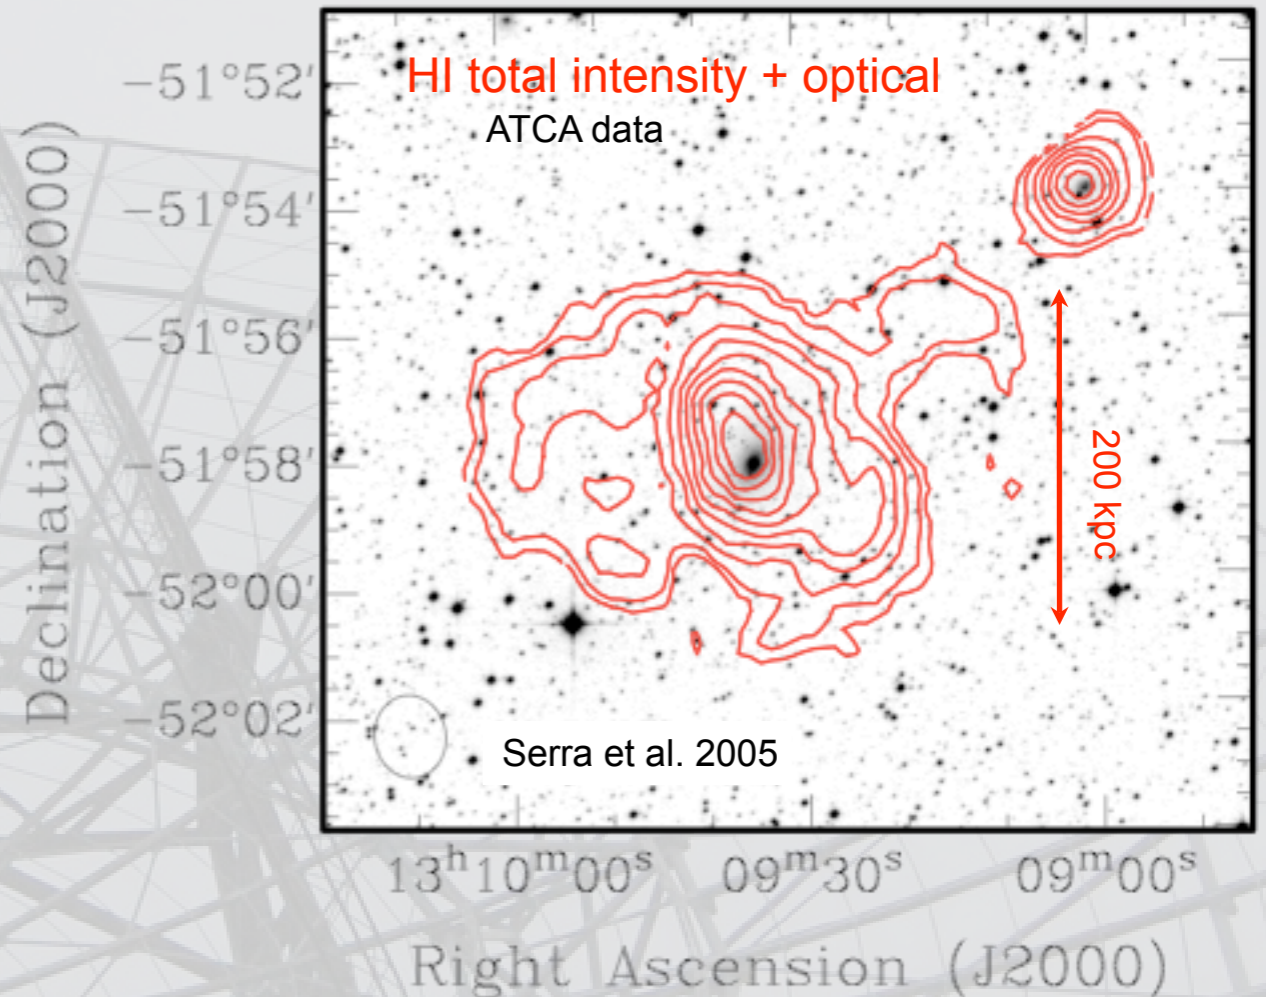 HI total intensity + optical
ATCA data
−51°52′
−51°54′
−51°56′
−51°58′
−52°00′
−52°02′
Declination (J2000)
200 kpc
Serra et al. 2005
13ʰ10ᵐ00ˢ 09ᵐ30ˢ 09ᵐ00ˢ
Right Ascension (J2000)